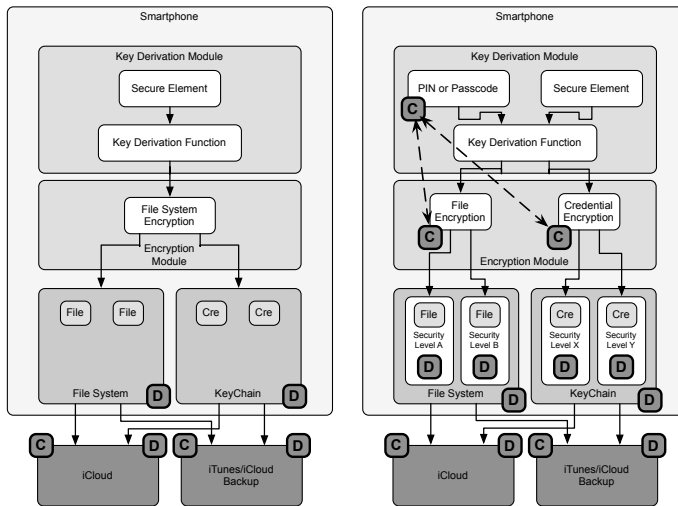 Smartphone
Key Derivation Module
Secure Element
Key Derivation Function
File System
Encryption
Encryption
Module
File
File
Cre
Cre
File System
D
KeyChain
D
C
D
iCloud
C
D
iTunes/iCloud
Backup
Smartphone
Key Derivation Module
PIN or Passcode
Secure Element
C
Key Derivation Function
File
Encryption
Credential
Encryption
C
C
Encryption Module
File
File
Cre
Cre
Security
Level A
Security
Level B
Security
Level X
Security
Level Y
D
D
D
D
File System
D
KeyChain
D
C
D
iCloud
C
D
iTunes/iCloud
Backup